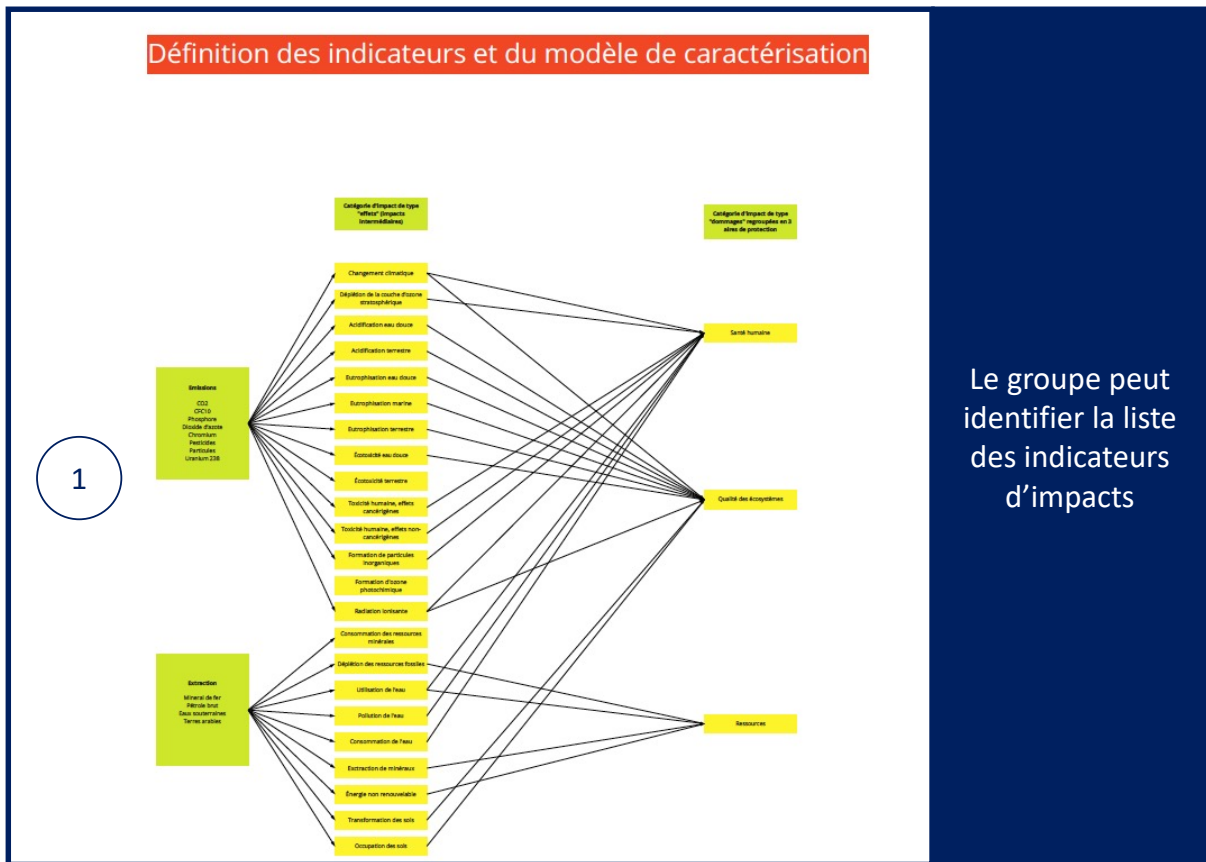 Définition des indicateurs et du modèle de caractérisation
Catégorie d'impact de type
"effets" (impacts
intermédiaires)
Catégorie d'impact de type
"dommages" regroupées en 3
aires de protection
Changement climatique
Déplétion de la couche d'ozone
stratosphérique
Acidification eau douce
Acidification terrestre
Eutrophisation eau douce
Eutrophisation marine
Eutrophisation terrestre
Écotoxicité eau douce
Écotoxicité terrestre
Toxicité humaine, effets
cancérigènes
Toxicité humaine, effets non-
cancérigènes
Formation de particules
inorganiques
Formation d'ozone
photochimique
Radiation ionisante
Consommation des ressources
minérales
Déplétion des ressources fossiles
Utilisation de l'eau
Pollution de l'eau
Consommation de l'eau
Exctraction de minéraux
Énergie non renouvelable
Transformation des sols
Occupation des sols
Emissions
CO2
CFC10
Phosphore
Dioxide d'azote
Chromium
Pesticides
Particules
Uranium 238
Extraction
Minerai de fer
Pétrole brut
Eaux souterraines
Terres arables
Santé humaine
Qualité des écosystèmes
Ressources
1
Le groupe peut
identifier la liste
des indicateurs
d'impacts